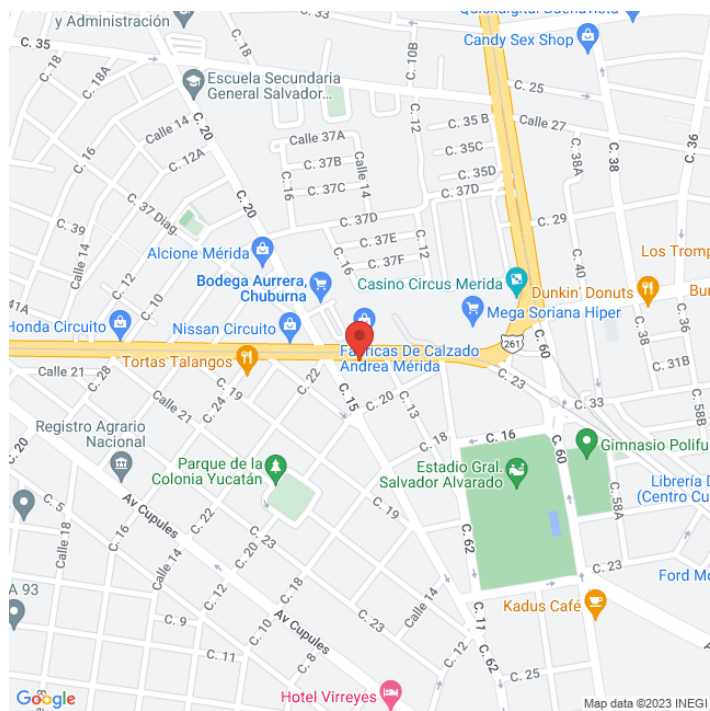 y Administración
Quickdigital Buenavista
Candy Sex Shop
C. 35
C. 18
C. 20
C. 18
C. 18A
Escuela Secundaria
General Salvador...
Calle 37
C. 10B
C. 25
C. 36
Calle 14
C. 12
C. 35 B
Calle 27
C. 38
C. 16
C. 12A
Calle 37A
C. 37B
C. 35C
C. 38A
C. 37C
Calle 14
C. 35D
C. 16
C. 37D
C. 20
C. 37 Diag.
C. 39
C. 37D
C. 29
Calle 14
Alcione Mérida
C. 37E
C. 12
C. 16
C. 37F
C. 40
Los Tromp
C. 12
C. 10
Bodega Aurrera,
Chuburna
Casino Circus Merida
Dunkin' Donuts
Bur
41A
Honda Circuito
Nissan Circuito
Mega Soriana Hiper
C. 38
C. 36
261
C. 60
Fábricas De Calzado
Andrea Mérida
Tortas Talangos
C. 31B
Calle 21
C. 28
C. 22
C. 23
C. 19
C. 24
C. 15
C. 20
C. 13
C. 33
C. 58B
Calle 21
C. 20
Registro Agrario
Nacional
C. 18
C. 16
C. 60
Gimnasio Polifu
Parque de la
Colonia Yucatán
Estadio Gral.
Salvador Alvarado
Librería D
(Centro Cu
Av Cupules
C. 5
C. 22
C. 23
C. 19
C. 58A
C. 16
Calle 18
C. 20
C. 62
Calle 14
C. 18
C. 23
Ford Mo
A 93
C. 12
Av Cupules
Calle 14
C. 11
Kadus Café
C. 9
C. 10
C. 23
C. 11
C. 8
C. 12
C. 62
C. 25
Hotel Virreyes
Google
Map data ©2023 INEGI